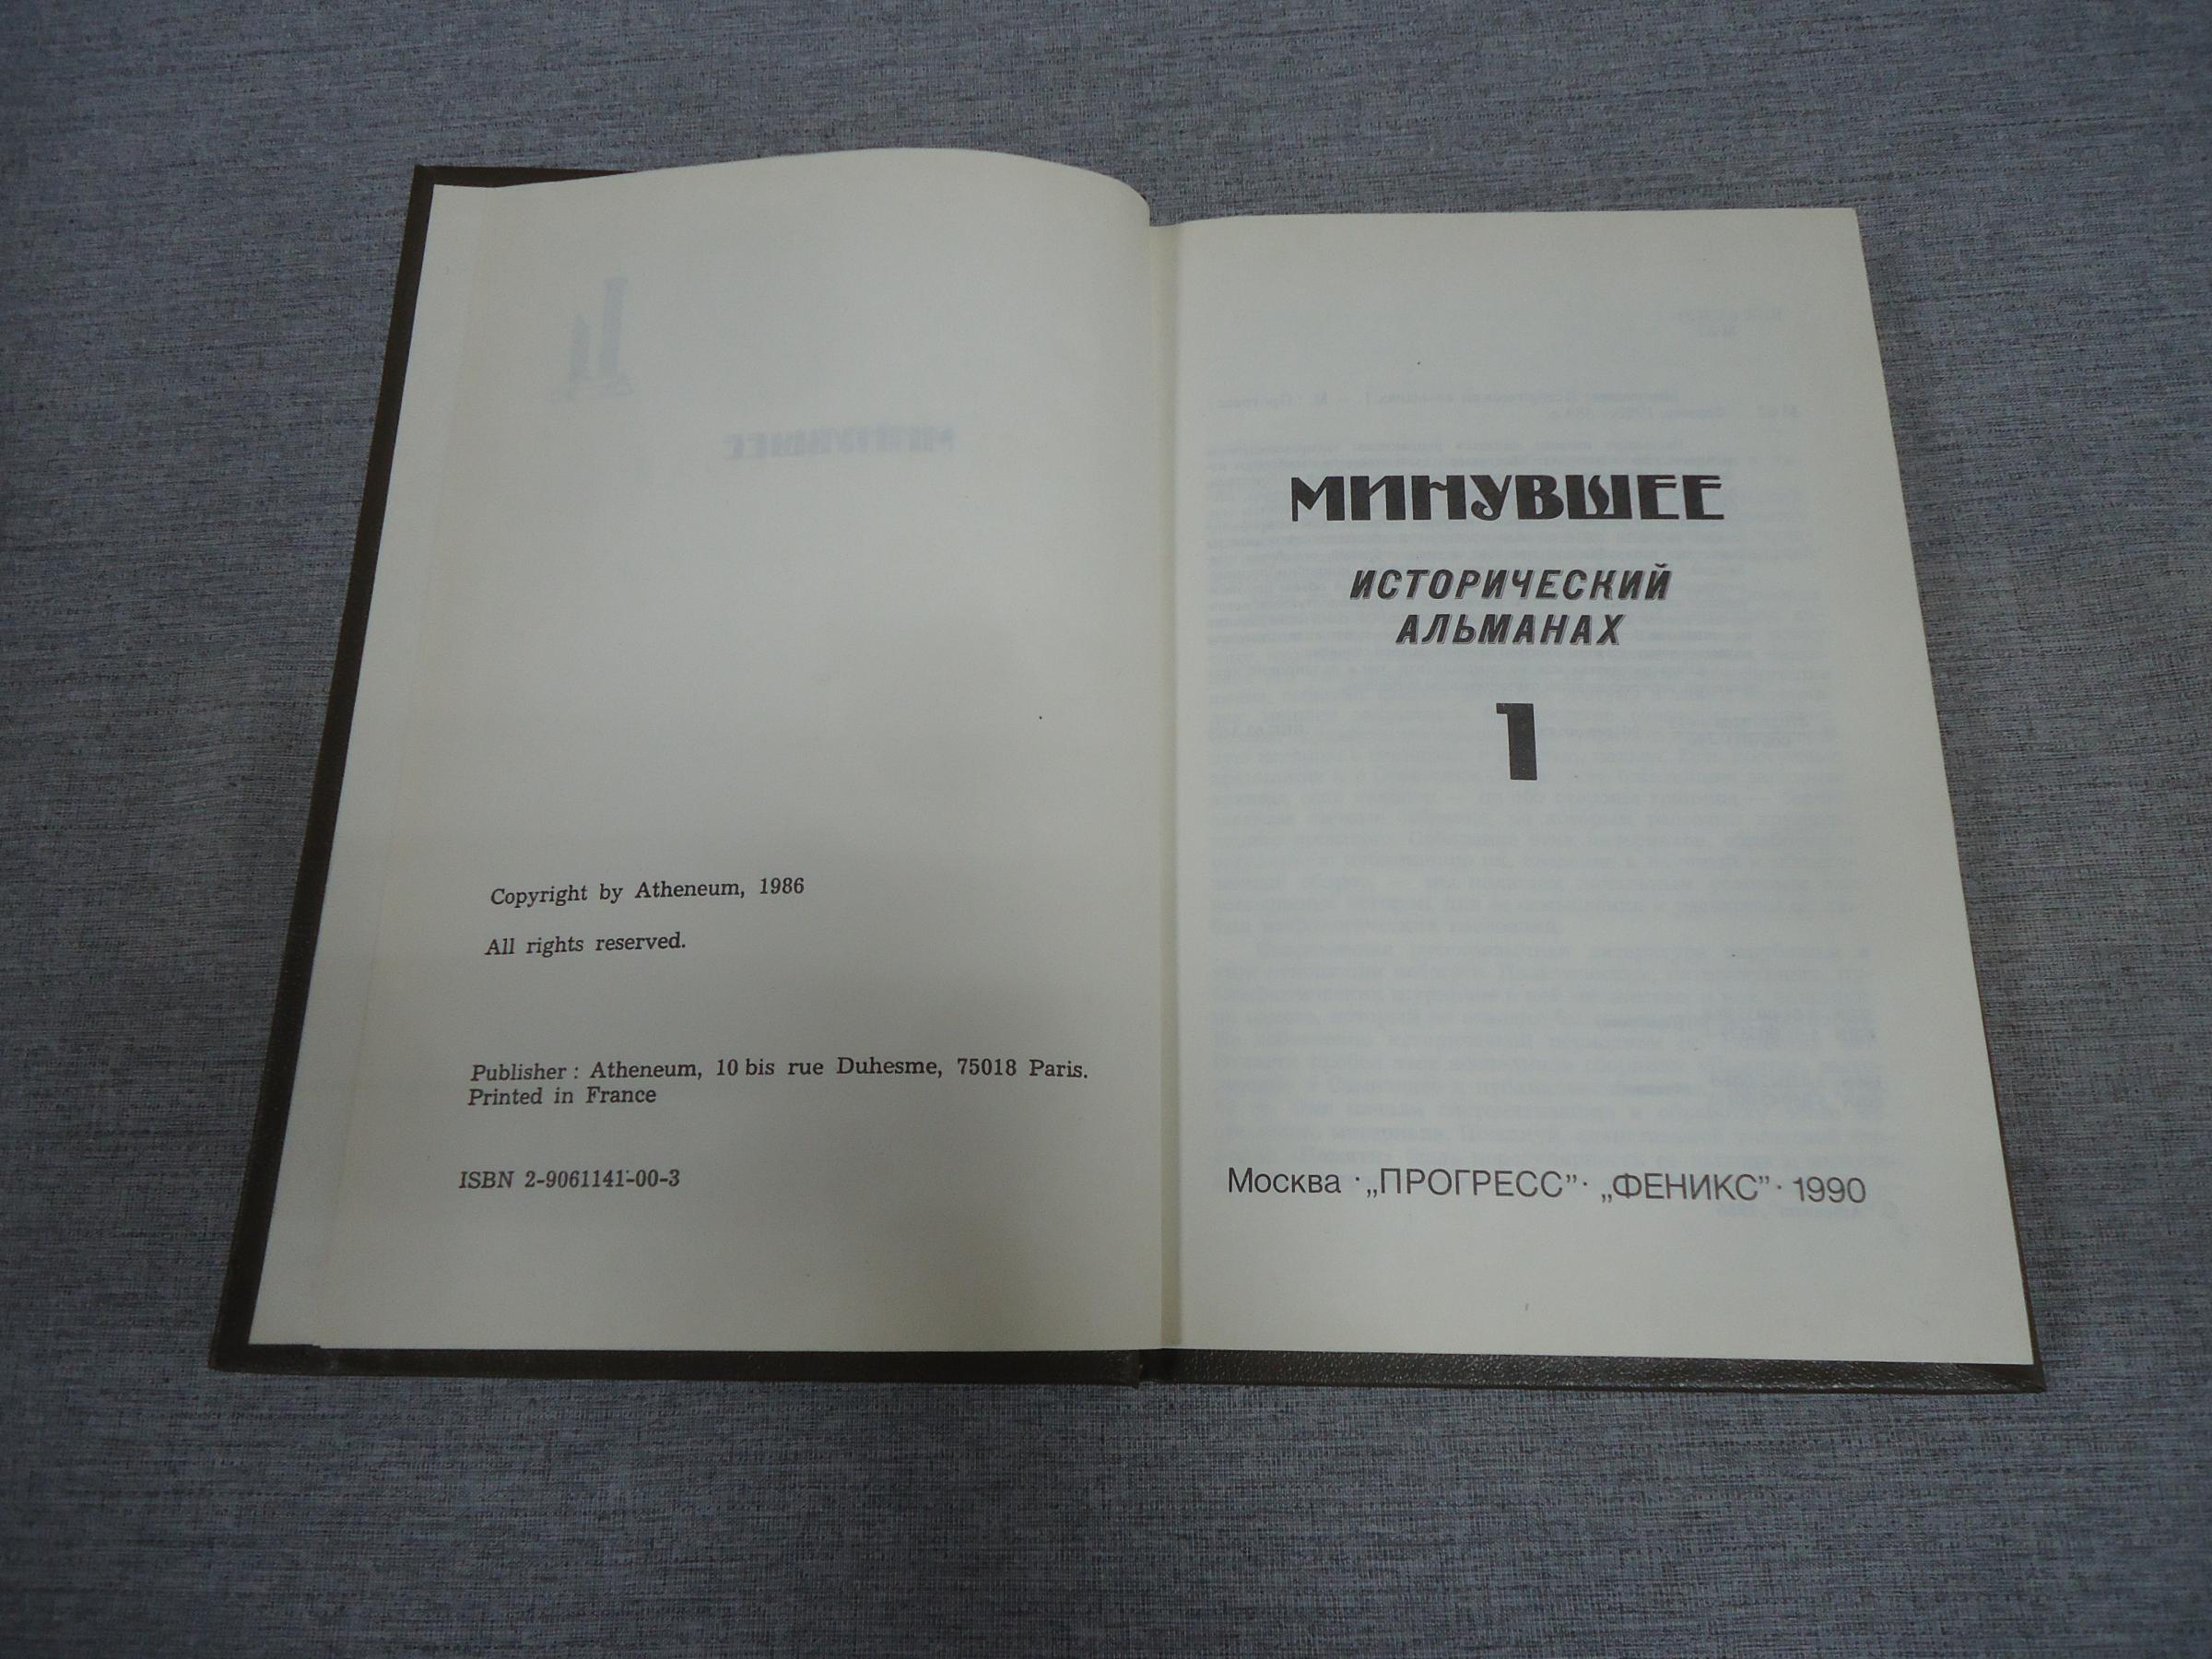 Copyright by Atheneum, 1986
All rights reserved.
Publisher : Atheneum, 10 bis rue Duhesme, 75018 Paris.
Printed in France
ISBN 2-9061141-00-3
МИНУВШЕЕ
ИСТОРИЧЕСКИЙ
АЛЬМАНАХ
1
Москва · „ПРОГРЕСС” · „ФЕНИКС” · 1990